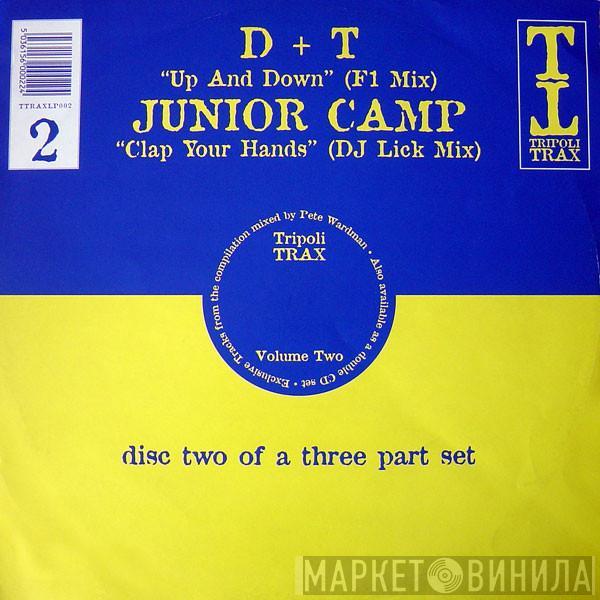 5036156000224
TTRAXLP002
2
D + T
"Up And Down" (F1 Mix)
JUNIOR CAMP
"Clap Your Hands" (DJ Lick Mix)
TT
TRIPOLI
TRAX
Tripoli
TRAX
Exclusive Tracks from the compilation mixed by Pete Wardman • Also available as a double CD set •
Volume Two
disc two of a three part set
МАРКЕТ ВИНИЛА